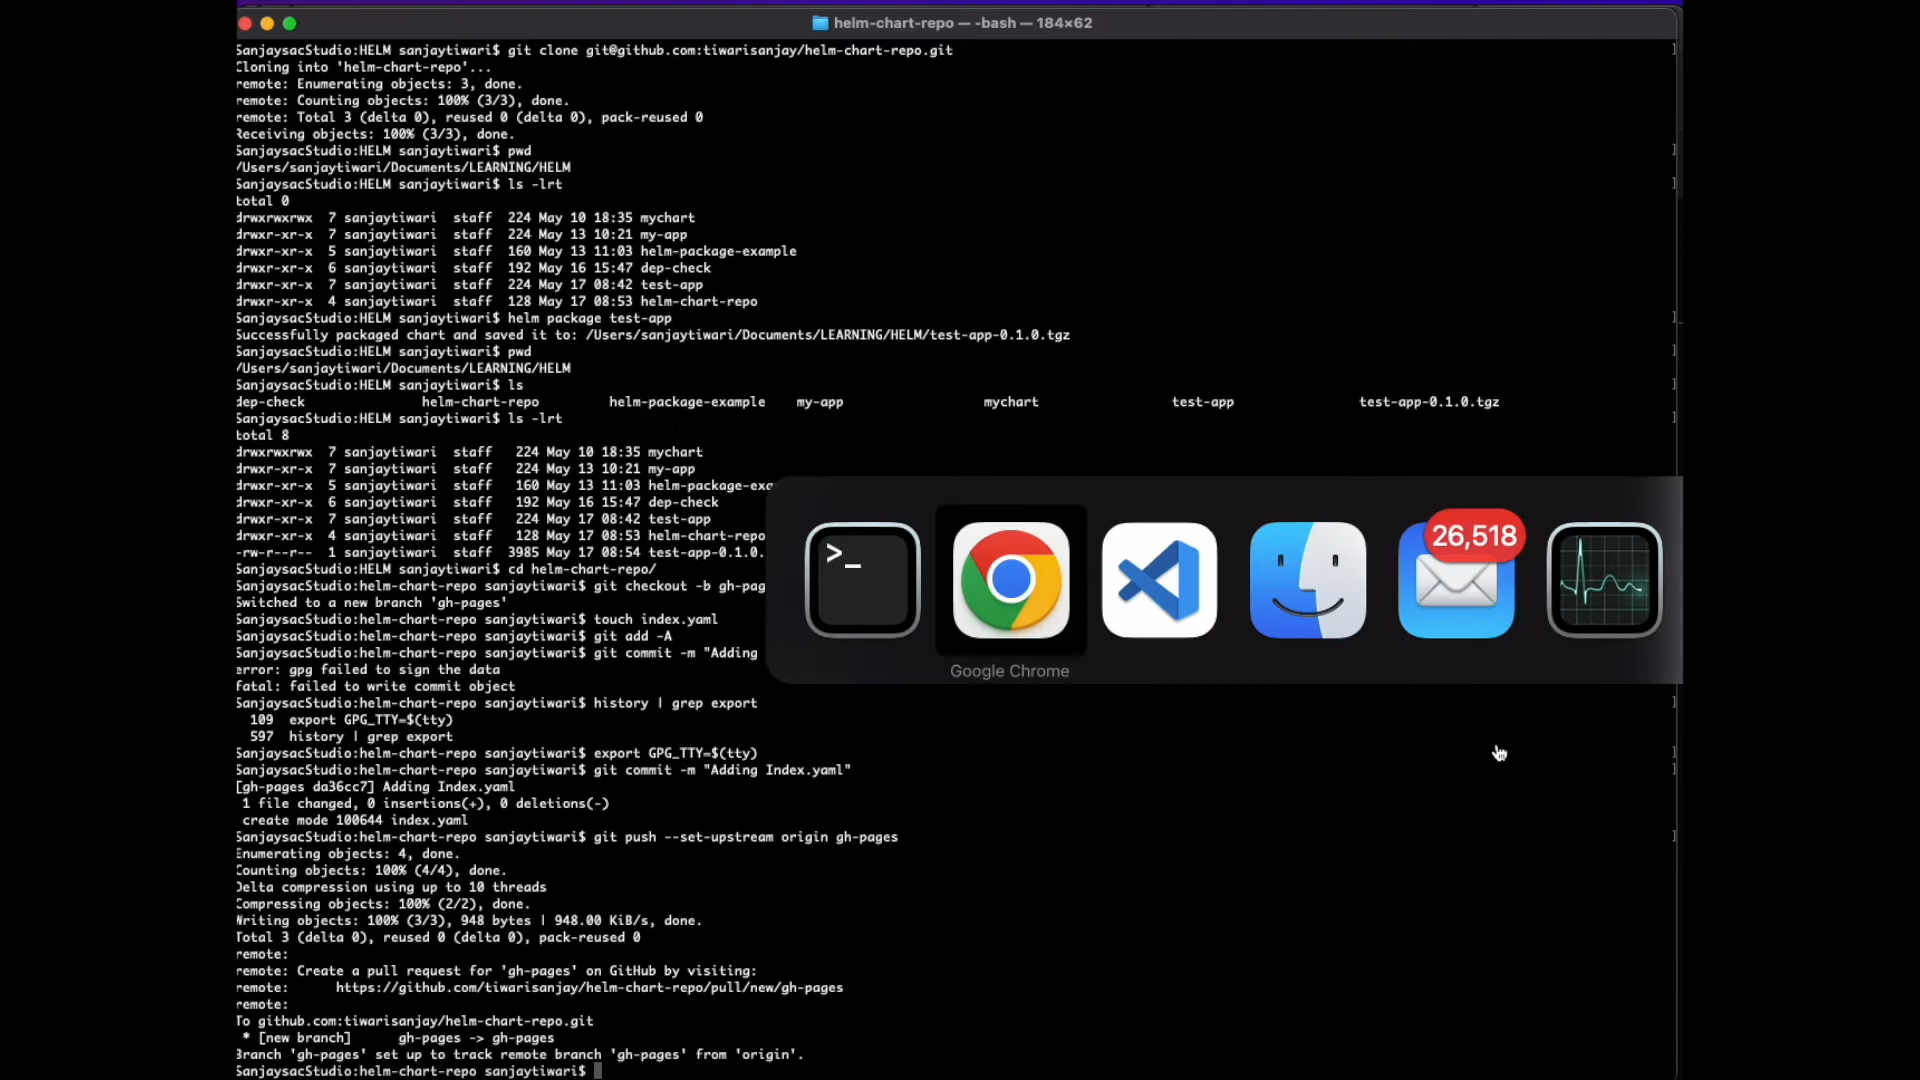 helm-chart-repo — -bash — 184×62
SanjaysacStudio:HELM sanjaytiwari$ git clone git@github.com:tiwarisanjay/helm-chart-repo.git
Cloning into 'helm-chart-repo'...
remote: Enumerating objects: 3, done.
remote: Counting objects: 100% (3/3), done.
remote: Total 3 (delta 0), reused 0 (delta 0), pack-reused 0
Receiving objects: 100% (3/3), done.
SanjaysacStudio:HELM sanjaytiwari$ pwd
/Users/sanjaytiwari/Documents/LEARNING/HELM
SanjaysacStudio:HELM sanjaytiwari$ ls -lrt
total 0
drwxrwxrwx  7 sanjaytiwari  staff  224 May 10 18:35 mychart
drwxr-xr-x  7 sanjaytiwari  staff  224 May 13 10:21 my-app
drwxr-xr-x  5 sanjaytiwari  staff  160 May 13 11:03 helm-package-example
drwxr-xr-x  6 sanjaytiwari  staff  192 May 16 15:47 dep-check
drwxr-xr-x  7 sanjaytiwari  staff  224 May 17 08:42 test-app
drwxr-xr-x  4 sanjaytiwari  staff  128 May 17 08:53 helm-chart-repo
SanjaysacStudio:HELM sanjaytiwari$ helm package test-app
Successfully packaged chart and saved it to: /Users/sanjaytiwari/Documents/LEARNING/HELM/test-app-0.1.0.tgz
SanjaysacStudio:HELM sanjaytiwari$ pwd
/Users/sanjaytiwari/Documents/LEARNING/HELM
SanjaysacStudio:HELM sanjaytiwari$ ls
dep-check helm-chart-repo helm-package-example my-app mychart test-app test-app-0.1.0.tgz
SanjaysacStudio:HELM sanjaytiwari$ ls -lrt
total 8
drwxrwxrwx  7 sanjaytiwari  staff   224 May 10 18:35 mychart
drwxr-xr-x  7 sanjaytiwari  staff   224 May 13 10:21 my-app
drwxr-xr-x  5 sanjaytiwari  staff   160 May 13 11:03 helm-package-exa
drwxr-xr-x  6 sanjaytiwari  staff   192 May 16 15:47 dep-check
drwxr-xr-x  7 sanjaytiwari  staff   224 May 17 08:42 test-app
drwxr-xr-x  4 sanjaytiwari  staff   128 May 17 08:53 helm-chart-repo
-rw-r--r--  1 sanjaytiwari  staff  3985 May 17 08:54 test-app-0.1.0.
SanjaysacStudio:HELM sanjaytiwari$ cd helm-chart-repo/
SanjaysacStudio:helm-chart-repo sanjaytiwari$ git checkout -b gh-pag
Switched to a new branch 'gh-pages'
SanjaysacStudio:helm-chart-repo sanjaytiwari$ touch index.yaml
SanjaysacStudio:helm-chart-repo sanjaytiwari$ git add -A
SanjaysacStudio:helm-chart-repo sanjaytiwari$ git commit -m "Adding
error: gpg failed to sign the data
fatal: failed to write commit object
SanjaysacStudio:helm-chart-repo sanjaytiwari$ history | grep export
109  export GPG_TTY=$(tty)
597  history | grep export
SanjaysacStudio:helm-chart-repo sanjaytiwari$ export GPG_TTY=$(tty)
SanjaysacStudio:helm-chart-repo sanjaytiwari$ git commit -m "Adding Index.yaml"
[gh-pages da36cc7] Adding Index.yaml
1 file changed, 0 insertions(+), 0 deletions(-)
create mode 100644 index.yaml
SanjaysacStudio:helm-chart-repo sanjaytiwari$ git push --set-upstream origin gh-pages
Enumerating objects: 4, done.
Counting objects: 100% (4/4), done.
Delta compression using up to 10 threads
Compressing objects: 100% (2/2), done.
Writing objects: 100% (3/3), 948 bytes | 948.00 KiB/s, done.
Total 3 (delta 0), reused 0 (delta 0), pack-reused 0
remote:
remote: Create a pull request for 'gh-pages' on GitHub by visiting:
remote:      https://github.com/tiwarisanjay/helm-chart-repo/pull/new/gh-pages
remote:
To github.com:tiwarisanjay/helm-chart-repo.git
* [new branch]      gh-pages -> gh-pages
Branch 'gh-pages' set up to track remote branch 'gh-pages' from 'origin'.
SanjaysacStudio:helm-chart-repo sanjaytiwari$
>_
26,518
Google Chrome